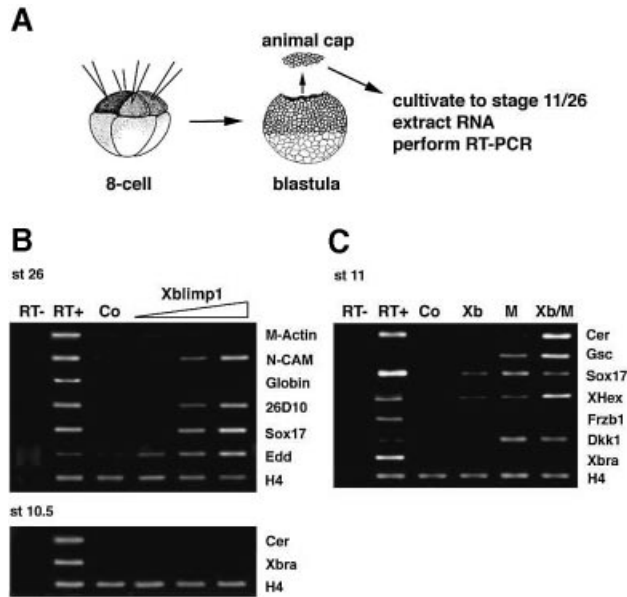 A
animal cap
cultivate to stage 11/26
extract RNA
perform RT-PCR
8-cell
blastula
B
st 26
Xblimp1
RT- RT+ Co
M-Actin
N-CAM
Globin
26D10
Sox17
Edd
H4
st 10.5
Cer
Xbra
H4
C
st 11
RT- RT+ Co Xb M Xb/M
Cer
Gsc
Sox17
XHex
Frzb1
Dkk1
Xbra
H4